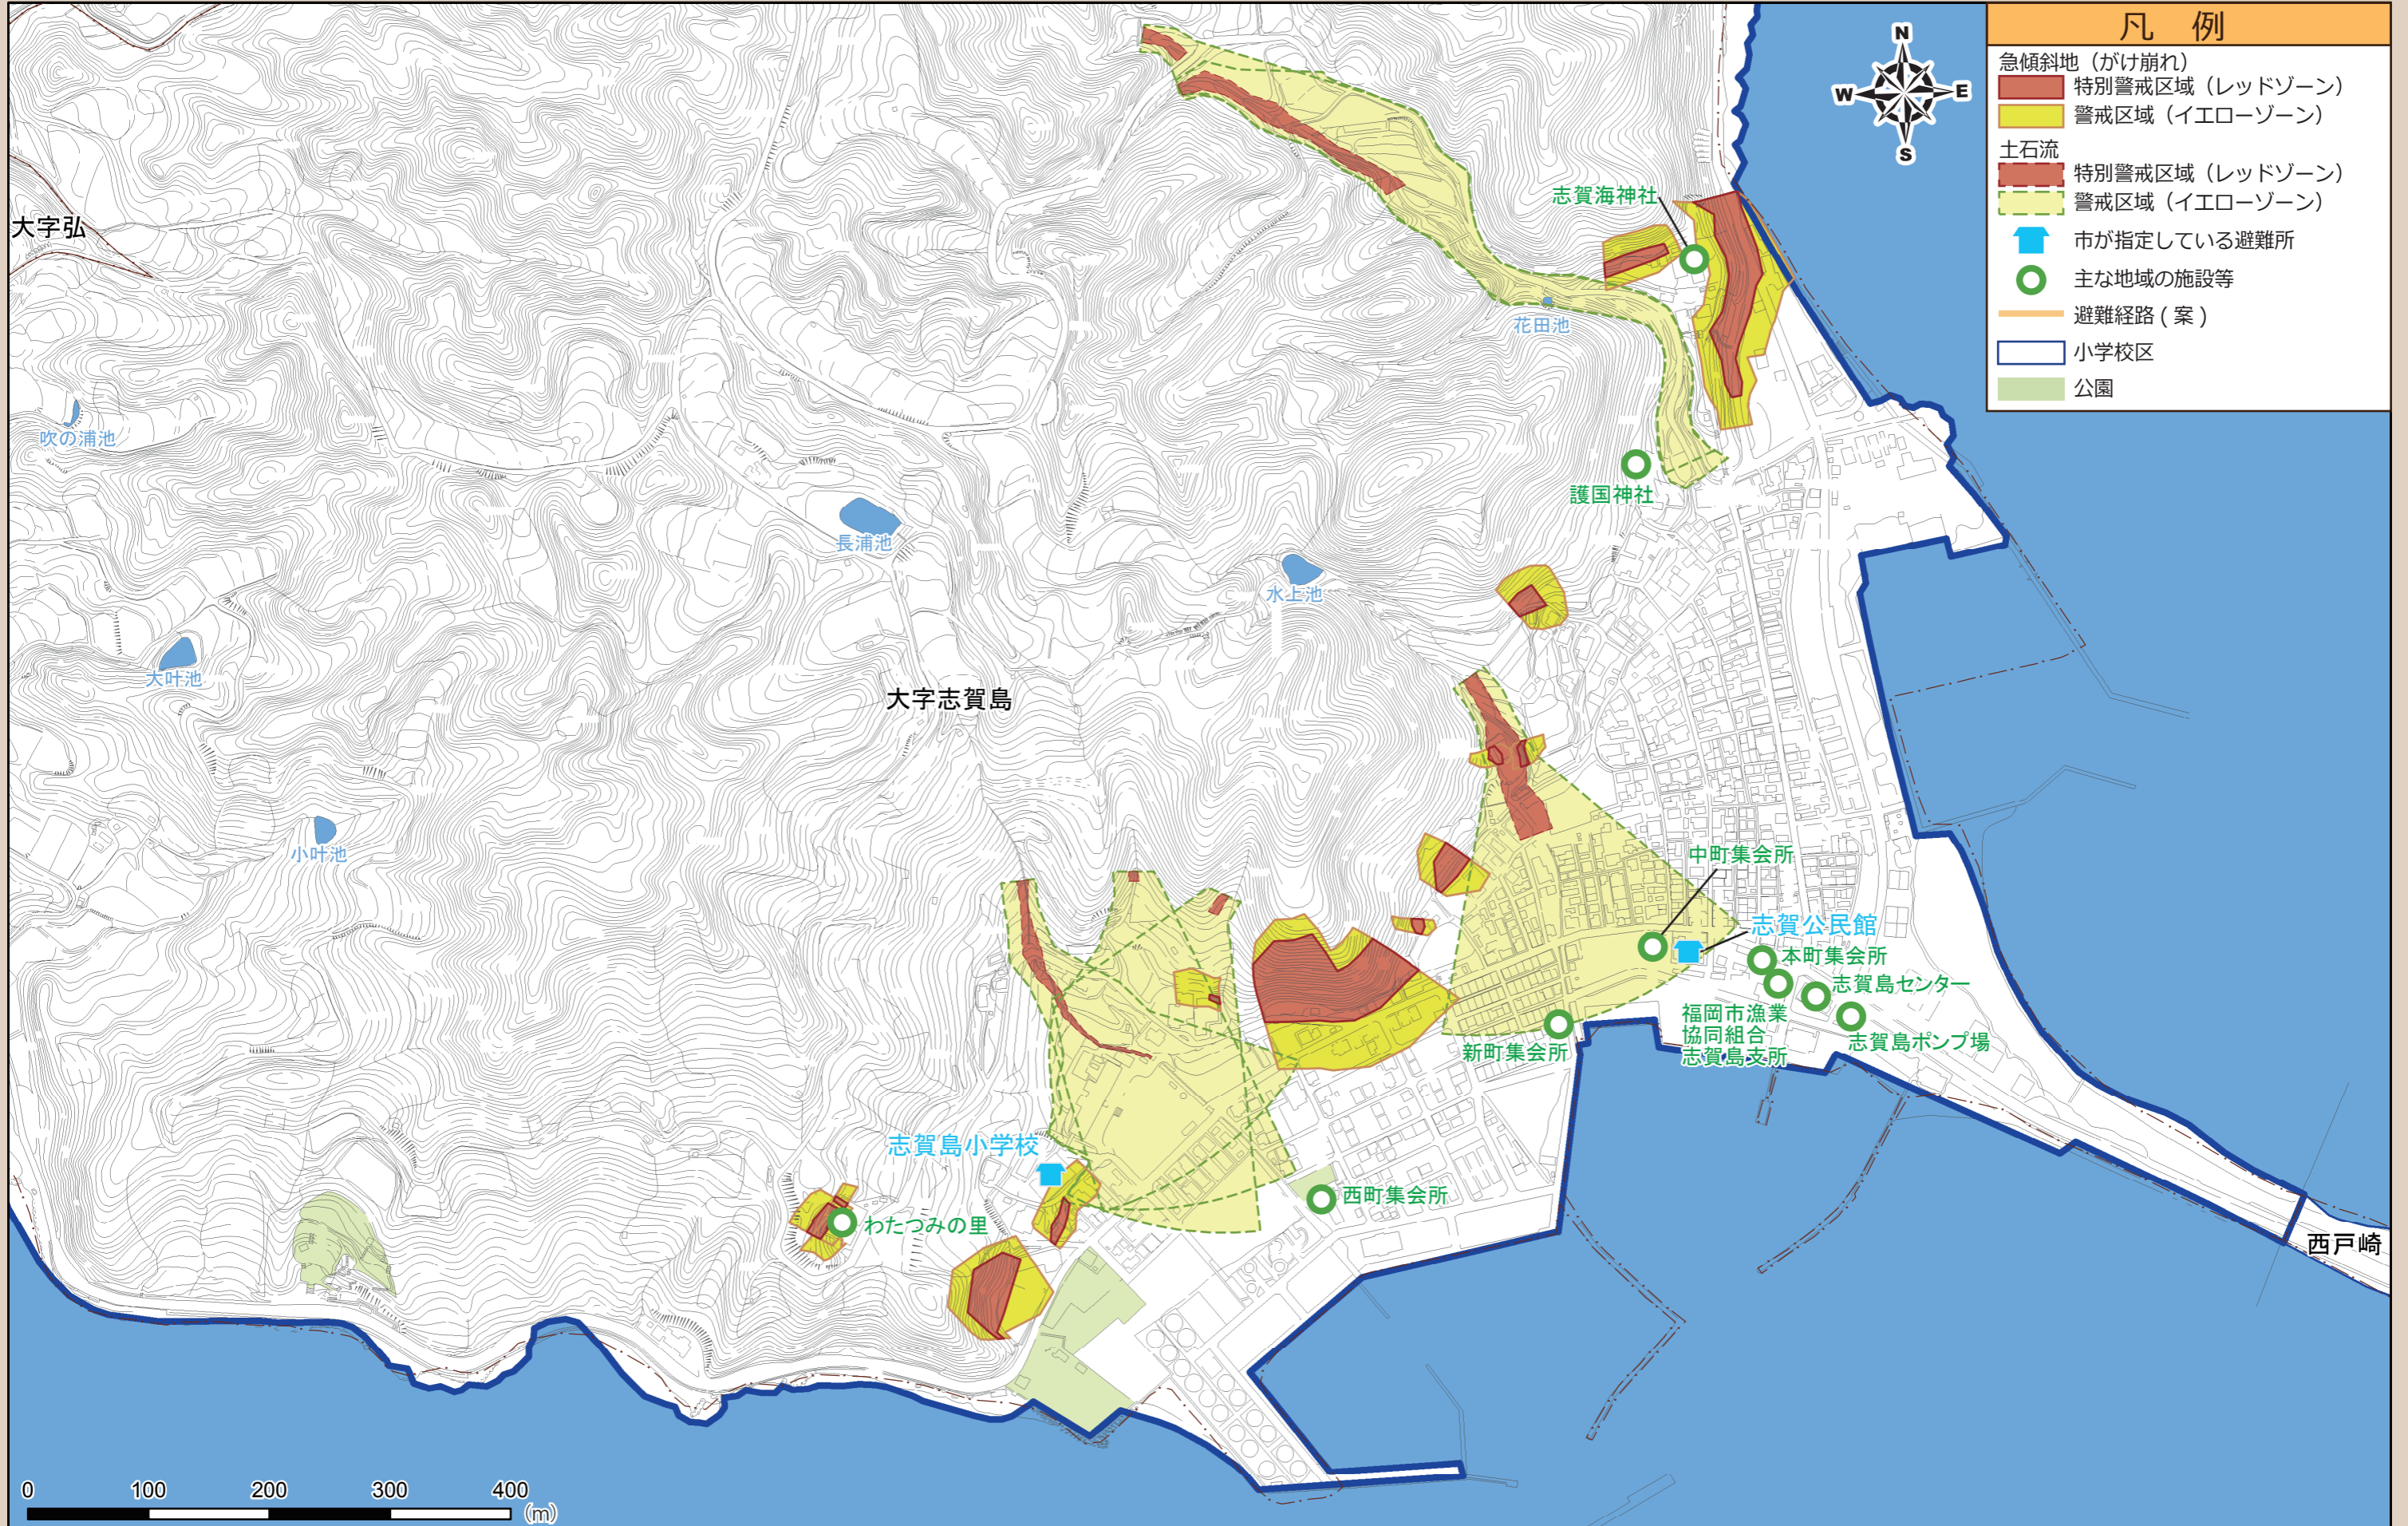 凡 例
急傾斜地（がけ崩れ）
特別警戒区域（レッドゾーン）
警戒区域（イエローゾーン）
土石流
特別警戒区域（レッドゾーン）
警戒区域（イエローゾーン）
市が指定している避難所
主な地域の施設等
避難経路 ( 案 )
小学校区
公園
N
W
E
S
志賀海神社
大字弘
花田池
吹の浦池
護国神社
長浦池
水上池
大叶池
大字志賀島
小叶池
中町集会所
志賀公民館
本町集会所
志賀島センター
福岡市漁業
協同組合
志賀島支所
志賀島ポンプ場
新町集会所
志賀島小学校
西町集会所
わたつみの里
西戸崎
0 100 200 300 400
(m)